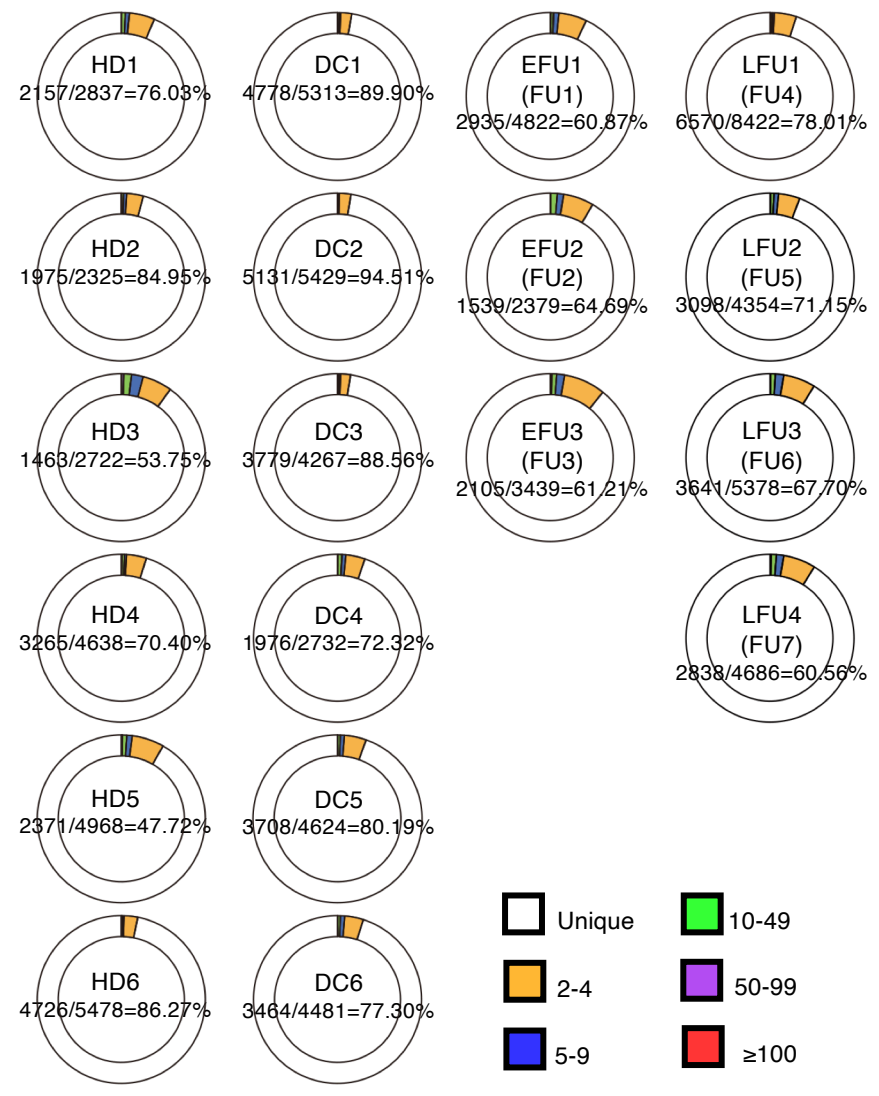 HD1
2157/2837=76.03%
DC1
4778/5313=89.90%
EFU1
(FU1)
2935/4822=60.87%
LFU1
(FU4)
6570/8422=78.01%
HD2
1975/2325=84.95%
DC2
5131/5429=94.51%
EFU2
(FU2)
1539/2379=64.69%
LFU2
(FU5)
3098/4354=71.15%
HD3
1463/2722=53.75%
DC3
3779/4267=88.56%
EFU3
(FU3)
2105/3439=61.21%
LFU3
(FU6)
3641/5378=67.70%
HD4
3265/4638=70.40%
DC4
1976/2732=72.32%
LFU4
(FU7)
2838/4686=60.56%
HD5
2371/4968=47.72%
DC5
3708/4624=80.19%
HD6
4726/5478=86.27%
DC6
3464/4481=77.30%
Unique
10-49
2-4
50-99
5-9
≥100